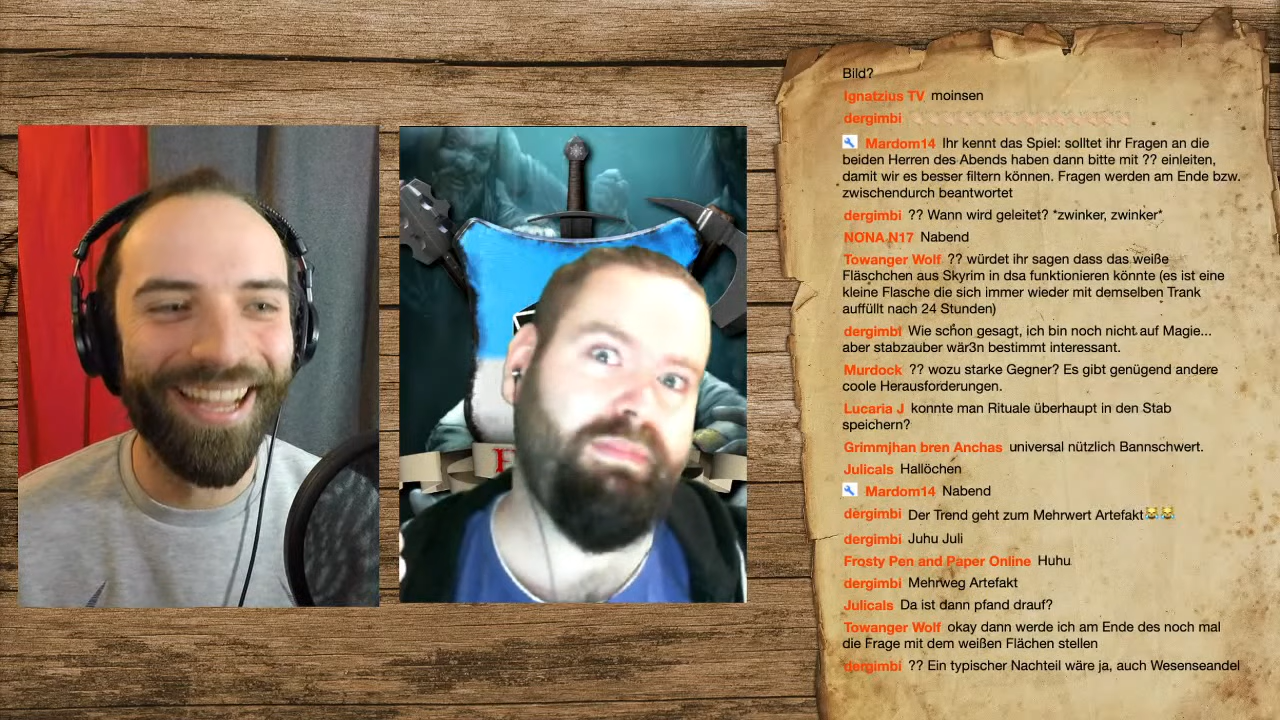 Bild?
Ignatzius TV moinsen
dergimbi
Mardom14 Ihr kennt das Spiel: solltet ihr Fragen an die
beiden Herren des Abends haben dann bitte mit ?? einleiten,
damit wir es besser filtern können. Fragen werden am Ende bzw.
zwischendurch beantwortet
dergimbi ?? Wann wird geleitet? *zwinker, zwinker*
NONA N17 Nabend
Towanger Wolf ?? würdet ihr sagen dass das weiße
Fläschchen aus Skyrim in dsa funktionieren könnte (es ist eine
kleine Flasche die sich immer wieder mit demselben Trank
auffüllt nach 24 Stunden)
dergimbi Wie schon gesagt, ich bin noch nicht auf Magie...
aber stabzauber wär3n bestimmt interessant.
Murdock ?? wozu starke Gegner? Es gibt genügend andere
coole Herausforderungen.
Lucaria J konnte man Rituale überhaupt in den Stab
speichern?
Grimmjhan bren Anchas universal nützlich Bannschwert.
Julicals Hallöchen
Mardom14 Nabend
dergimbi Der Trend geht zum Mehrwert Artefakt😹😹
dergimbi Juhu Juli
Frosty Pen and Paper Online Huhu
dergimbi Mehrweg Artefakt
Julicals Da ist dann pfand drauf?
Towanger Wolf okay dann werde ich am Ende des noch mal
die Frage mit dem weißen Flächen stellen
dergimbi ?? Ein typischer Nachteil wäre ja, auch Wesenseandel